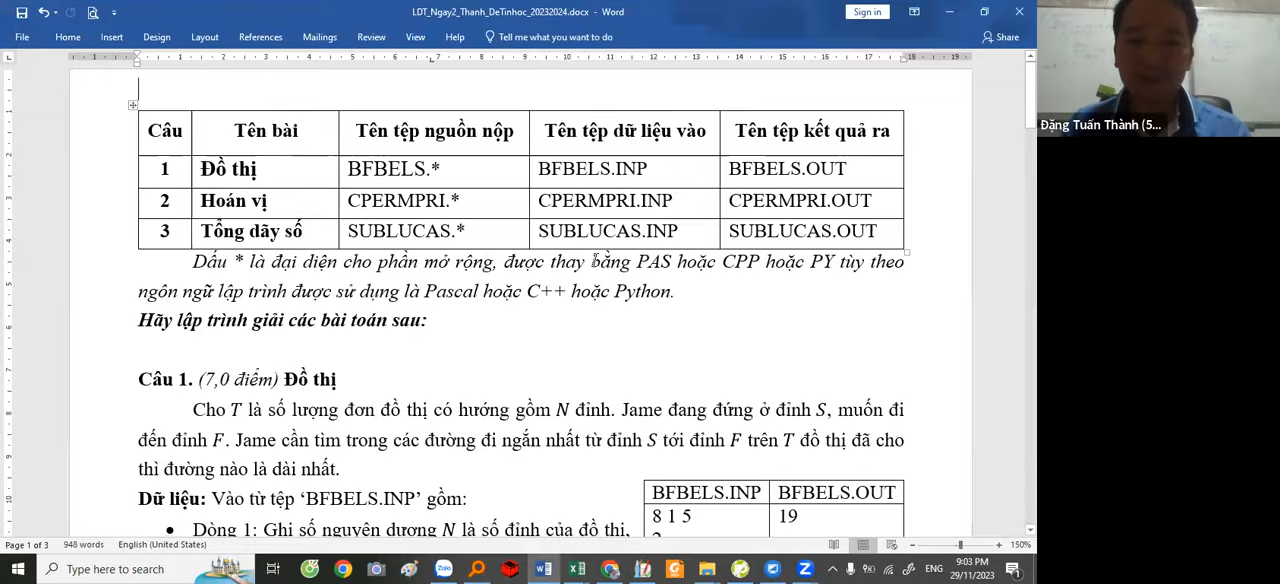 LDT_Ngay2_Thanh_DeTinhoc_20232024.docx - Word
Sign in
File Home Insert Design Layout References Mailings Review View Help Tell me what you want to do Share
Câu Tên bài Tên tệp nguồn nộp Tên tệp dữ liệu vào Tên tệp kết quả ra
1 Đồ thị BFBELS.* BFBELS.INP BFBELS.OUT
2 Hoán vị CPERMPRI.* CPERMPRI.INP CPERMPRI.OUT
3 Tổng dãy số SUBLUCAS.* SUBLUCAS.INP SUBLUCAS.OUT
Dấu * là đại diện cho phần mở rộng, được thay bằng PAS hoặc CPP hoặc PY tùy theo
ngôn ngữ lập trình được sử dụng là Pascal hoặc C++ hoặc Python.
Hãy lập trình giải các bài toán sau:
Câu 1. (7,0 điểm) Đồ thị
Cho T là số lượng đơn đồ thị có hướng gồm N đỉnh. Jame đang đứng ở đỉnh S, muốn đi
đến đỉnh F. Jame cần tìm trong các đường đi ngắn nhất từ đỉnh S tới đỉnh F trên T đồ thị đã cho
thì đường nào là dài nhất.
Dữ liệu: Vào từ tệp ‘BFBELS.INP’ gồm:
• Dòng 1: Ghi số nguyên dương N là số đỉnh của đồ thị,
BFBELS.INP BFBELS.OUT
8 1 5 19
2
Đặng Tuấn Thành (5...
Page 1 of 3 948 words English (United States) 150%
Type here to search
ENG
9:03 PM
29/11/2023